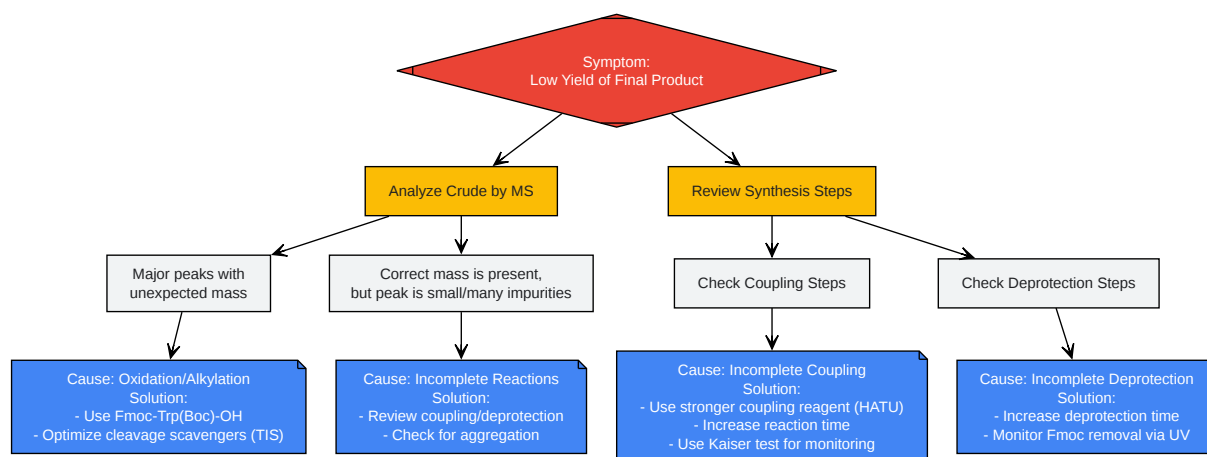 Symptom:
Low Yield of Final Product
Analyze Crude by MS
Review Synthesis Steps
Major peaks with
unexpected mass
Correct mass is present,
but peak is small/many impurities
Check Coupling Steps
Check Deprotection Steps
Cause: Oxidation/Alkylation
Solution:
- Use Fmoc-Trp(Boc)-OH
- Optimize cleavage scavengers (TIS)
Cause: Incomplete Reactions
Solution:
- Review coupling/deprotection
- Check for aggregation
Cause: Incomplete Coupling
Solution:
- Use stronger coupling reagent (HATU)
- Increase reaction time
- Use Kaiser test for monitoring
Cause: Incomplete Deprotection
Solution:
- Increase deprotection time
- Monitor Fmoc removal via UV